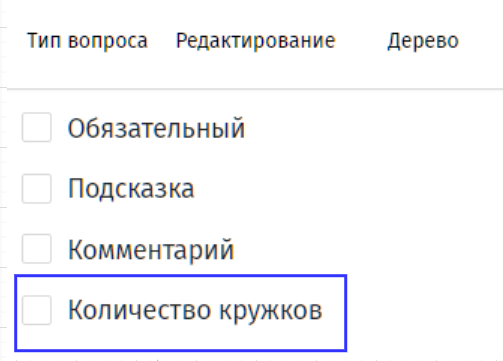 Тип вопроса Редактирование Дерево
Обязательный
Подсказка
Комментарий
Количество кружков